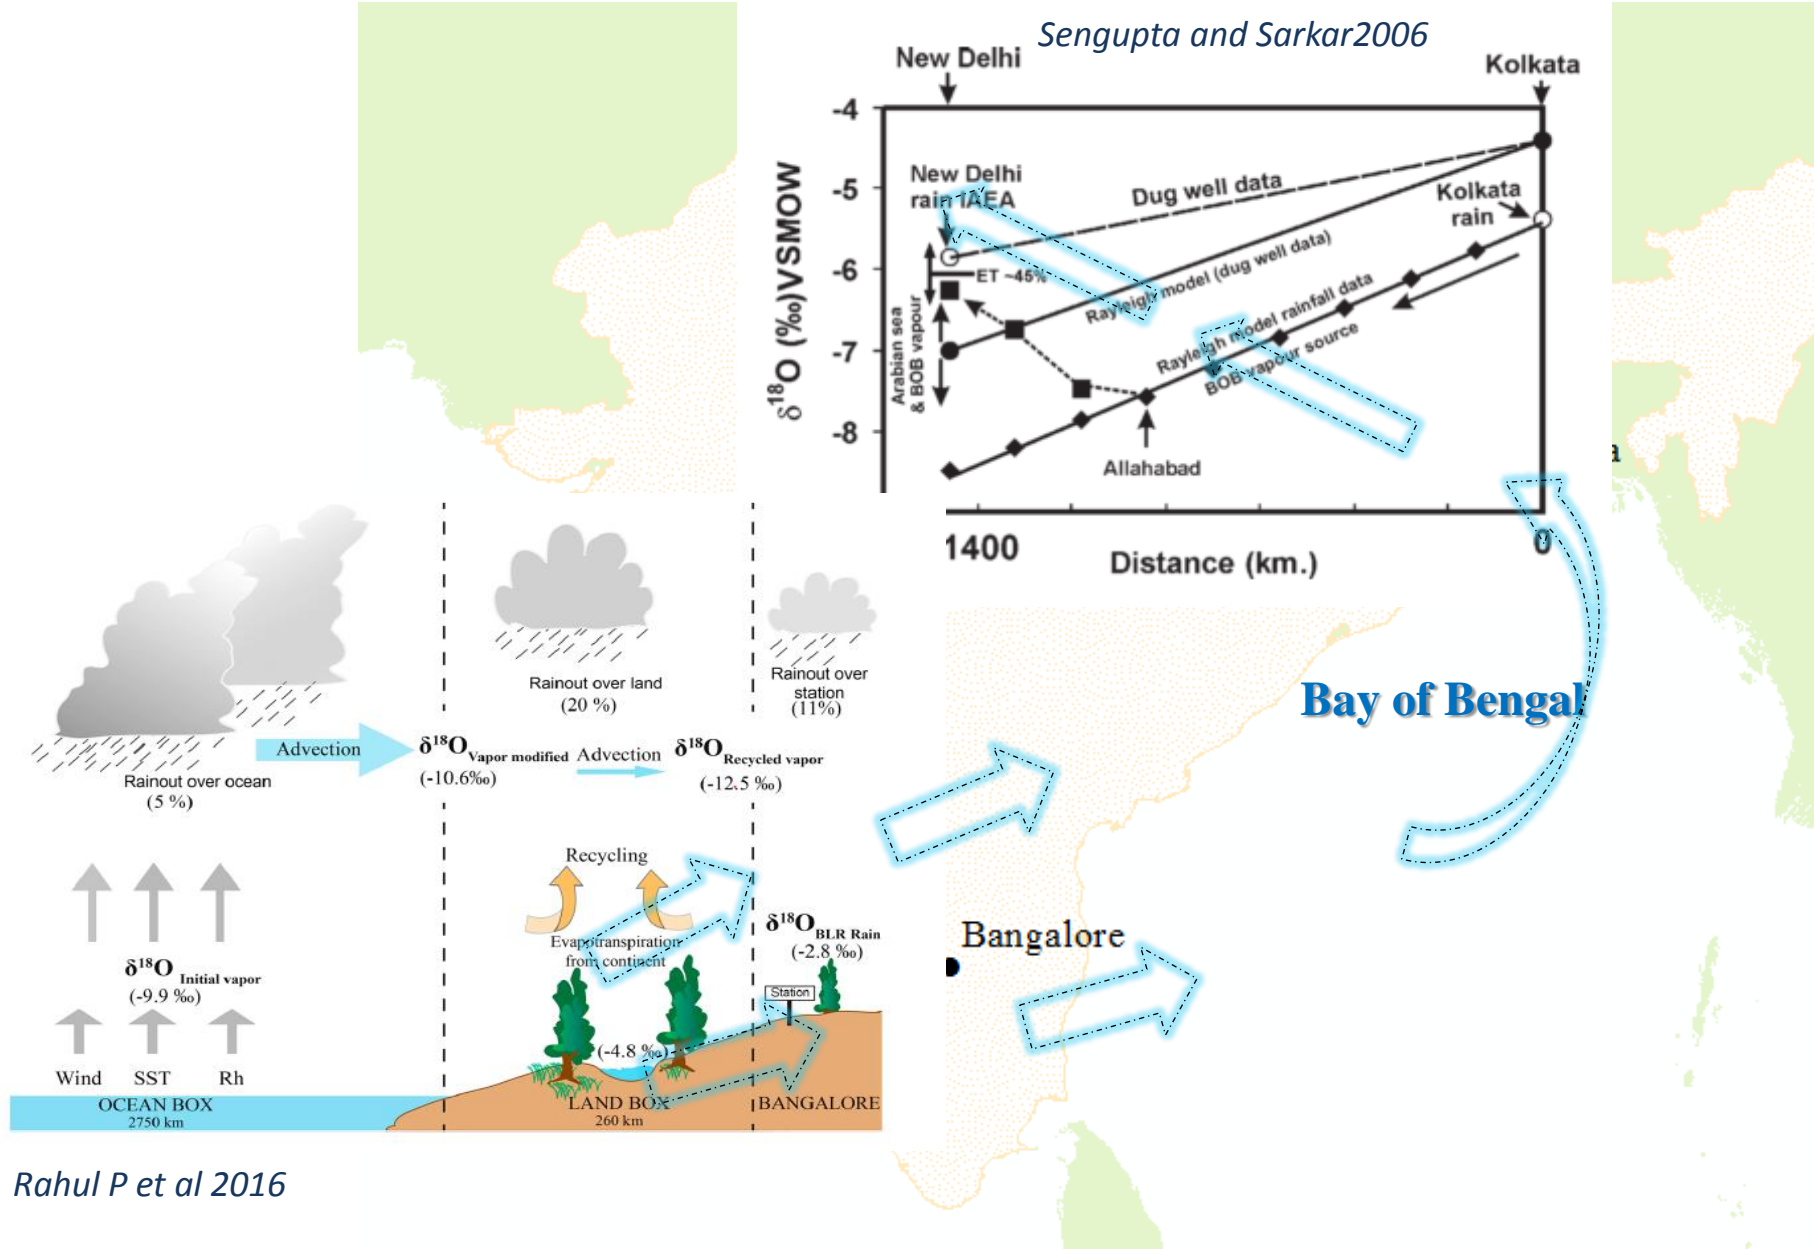 Sengupta and Sarkar2006
New Delhi
Kolkata
-4
-5
-6
-7
-8
δ18O (‰)VSMOW
New Delhi
rain IAEA
Dug well data
Kolkata
rain
ET ~45%
Rayleigh model (dug well data)
Rayleigh model rainfall data
BOB vapour source
Arabian sea
& BOB vapour
Allahabad
1400
0
Distance (km.)
a
Rainout over land
(20 %)
Rainout over
station
(11%)
Bay of Bengal
Advection
δ18O Vapor modified
(-10.6‰)
Advection
δ18O Recycled vapor
(-12.5 ‰)
Rainout over ocean
(5 %)
Recycling
Evapotranspiration
from continent
δ18O BLR Rain
(-2.8 ‰)
Bangalore
δ18O Initial vapor
(-9.9 ‰)
Station
(-4.8 ‰)
Wind
SST
Rh
OCEAN BOX
2750 km
LAND BOX
260 km
BANGALORE
Rahul P et al 2016